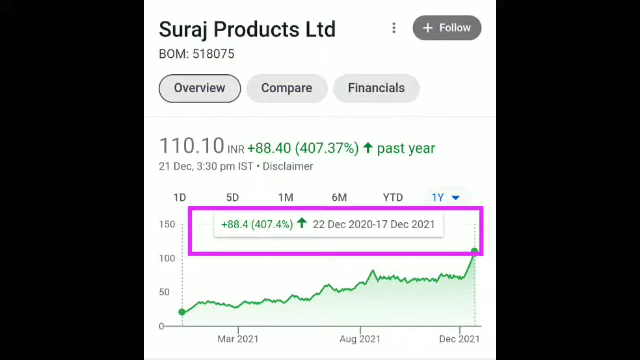 Suraj Products Ltd
+ Follow
BOM: 518075
Overview Compare Financials
110.10 INR +88.40 (407.37%) ↑ past year
21 Dec, 3:30 pm IST • Disclaimer
1D 5D 1M 6M YTD 1Y
+88.4 (407.4%) ↑ 22 Dec 2020-17 Dec 2021
150
100
50
0
Mar 2021 Aug 2021 Dec 2021